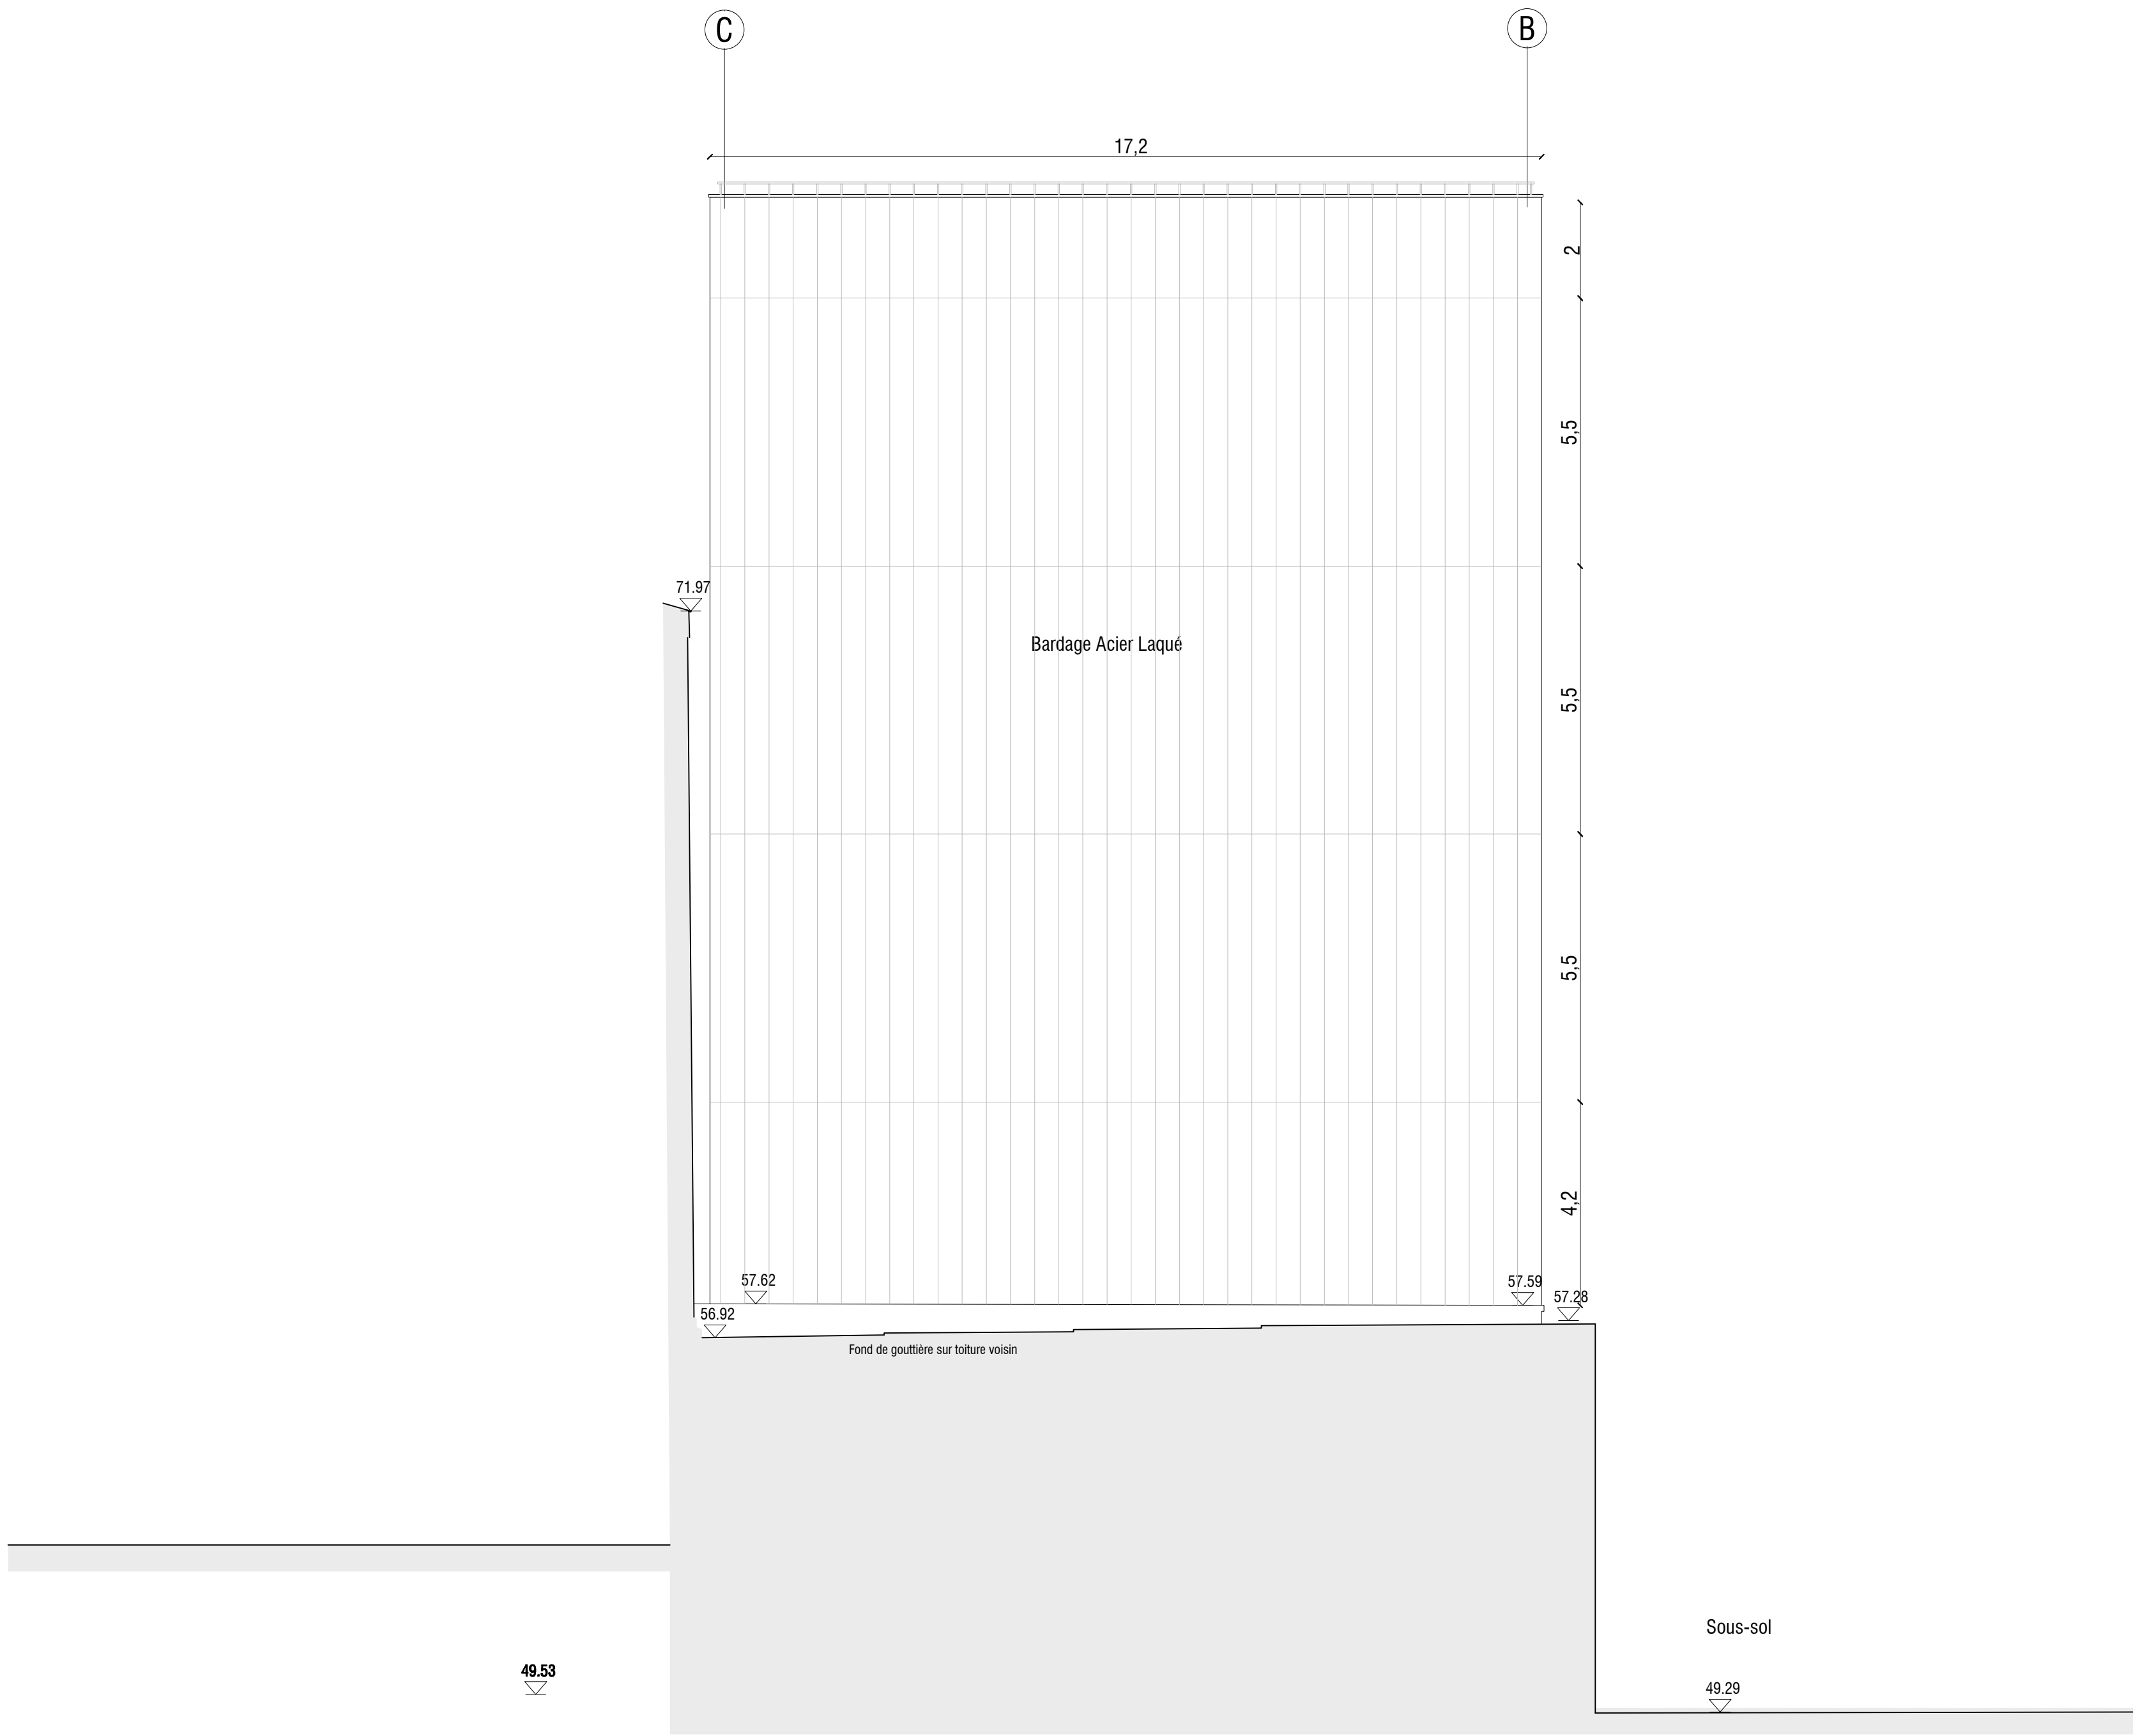 C
B
17,2
2
5,5
71.97
Bardage Acier Laqué
5,5
5,5
4,2
57.62
57.59
57.28
56.92
Fond de gouttière sur toiture voisin
Sous-sol
49.53
49.29